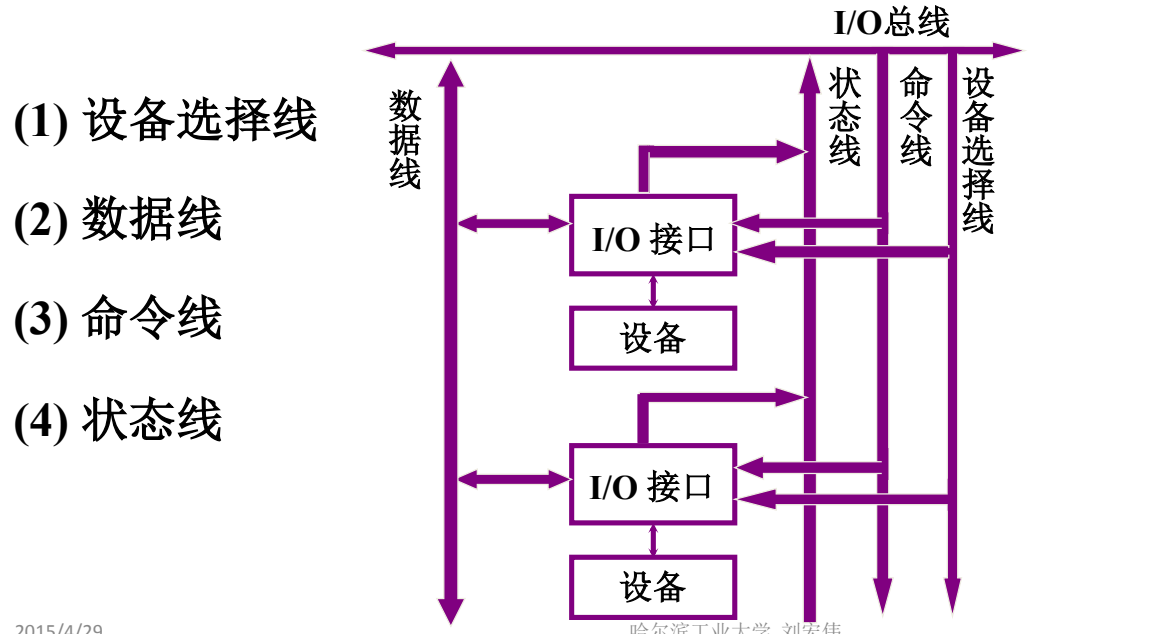 I/O总线
(1) 设备选择线
(2) 数据线
(3) 命令线
(4) 状态线
数据线
状态线
命令线
设备选择线
I/O 接口
设备
I/O 接口
设备
2015/4/29
哈尔滨工业大学 刘宏伟